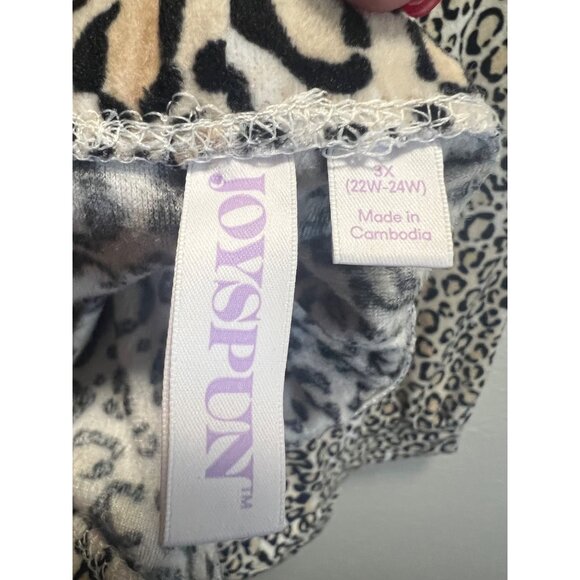 JOYSPUN™
3X
(22W-24W)
Made in
Cambodia